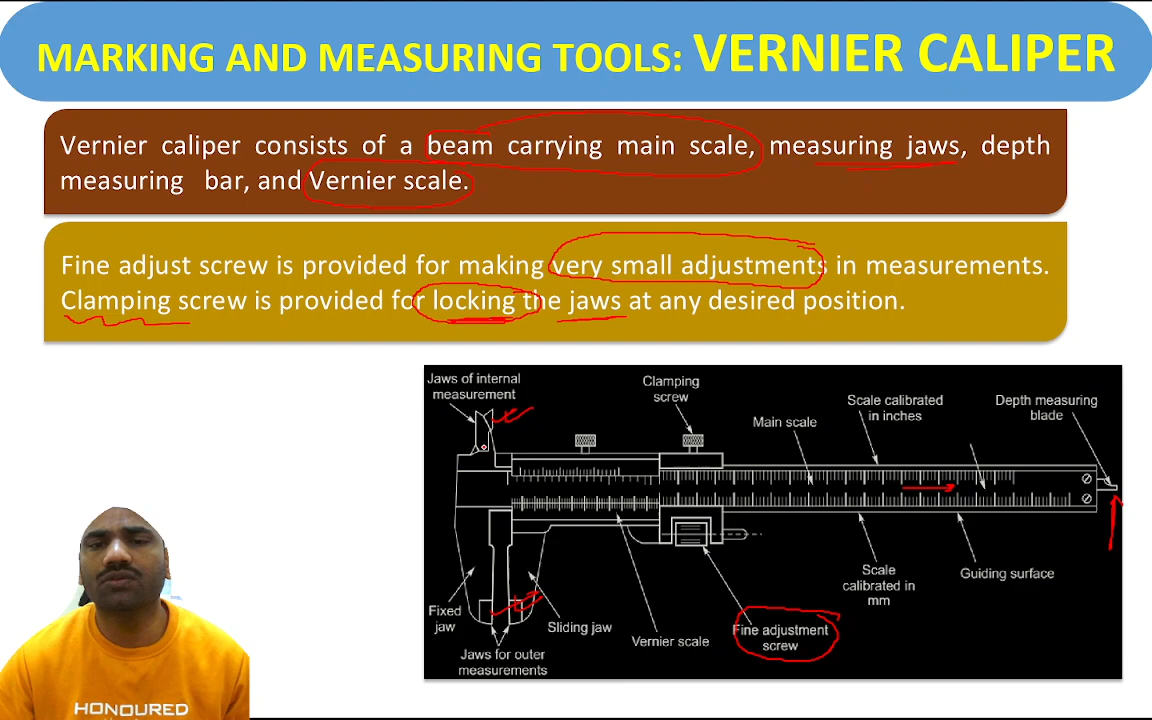 MARKING AND MEASURING TOOLS: VERNIER CALIPER
Vernier caliper consists of a beam carrying main scale, measuring jaws, depth
measuring bar, and Vernier scale.
Fine adjust screw is provided for making very small adjustments in measurements.
Clamping screw is provided for locking the jaws at any desired position.
Jaws of internal
measurement
Clamping
screw
Main scale
Scale calibrated
in inches
Depth measuring
blade
Fixed
jaw
Sliding jaw
Jaws for outer
measurements
Vernier scale
Fine adjustment
screw
Scale
calibrated in
mm
Guiding surface
HONOURED